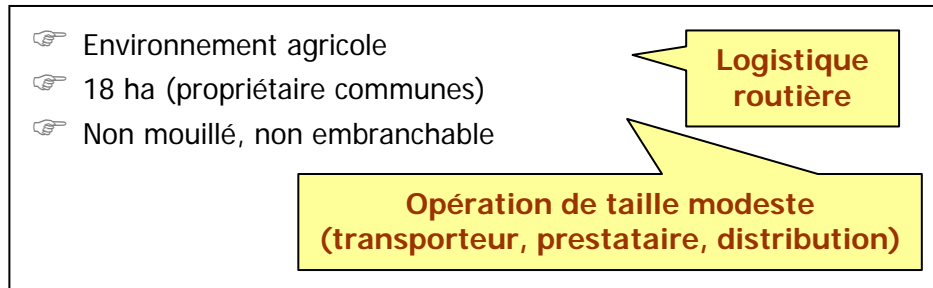 Environnement agricole
18 ha (propriétaire communes)
Non mouillé, non embranchable
Logistique
routière
Opération de taille modeste
(transporteur, prestataire, distribution)